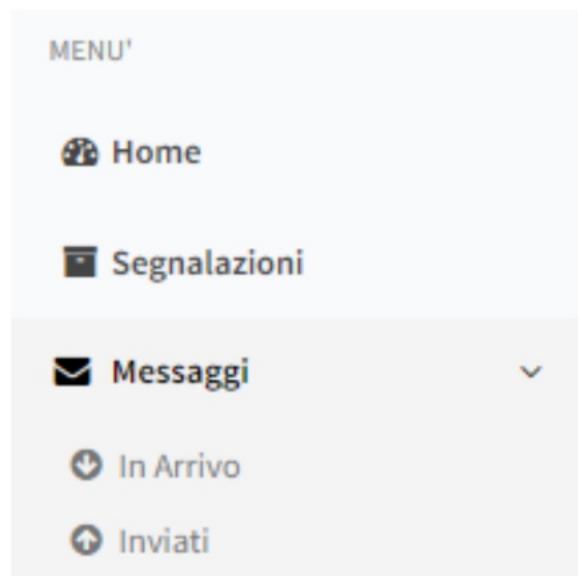 MENU'
Home
Segnalazioni
Messaggi
In Arrivo
Inviati